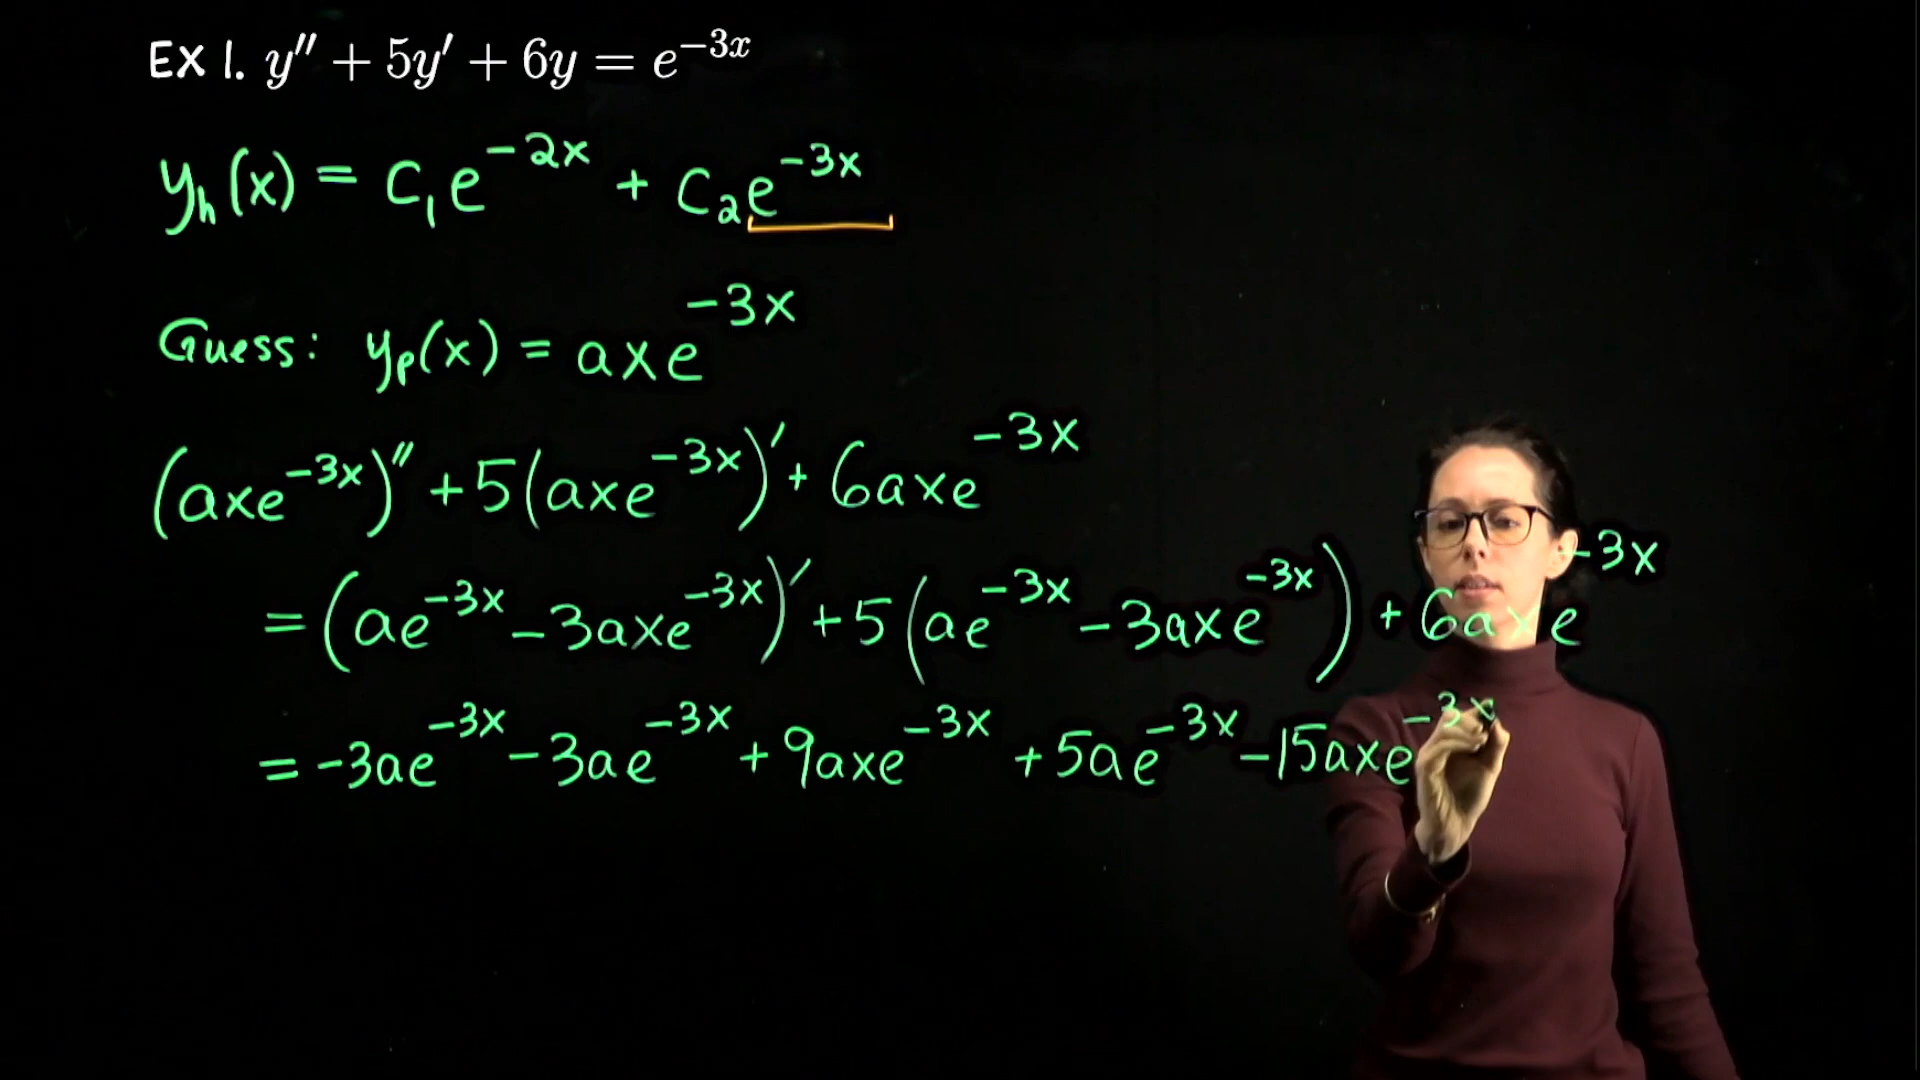 EX 1. y″ + 5y′ + 6y = e^{-3x}
y_h(x) = c_1e^{-2x} + c_2e^{-3x}
Guess: y_p(x) = axe^{-3x}
(axe^{-3x})″ + 5(axe^{-3x})′ + 6axe^{-3x}
= (ae^{-3x} - 3axe^{-3x})′ + 5(ae^{-3x} - 3axe^{-3x}) + 6axe^{-3x}
= -3ae^{-3x} - 3ae^{-3x} + 9axe^{-3x} + 5ae^{-3x} - 15axe^{-3x}